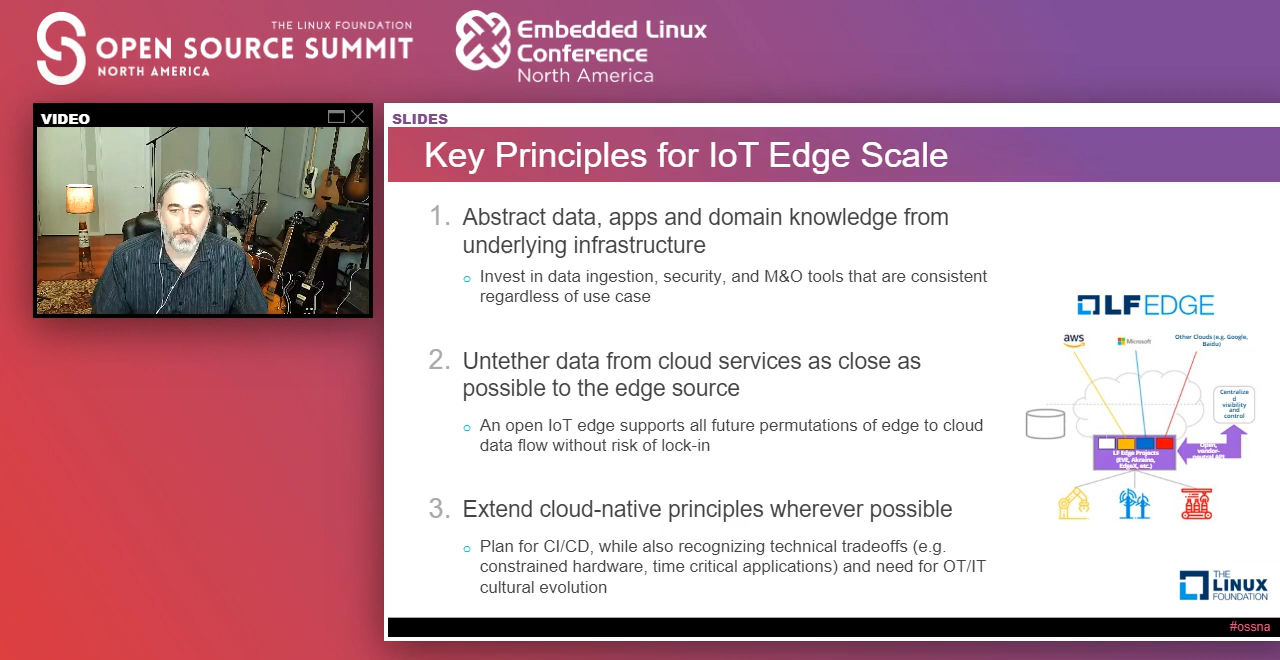 THE LINUX FOUNDATION
OPEN SOURCE SUMMIT
NORTH AMERICA
Embedded Linux
Conference
North America
VIDEO
SLIDES
Key Principles for IoT Edge Scale
1. Abstract data, apps and domain knowledge from
underlying infrastructure
Invest in data ingestion, security, and M&O tools that are consistent
regardless of use case
2. Untether data from cloud services as close as
possible to the edge source
An open IoT edge supports all future permutations of edge to cloud
data flow without risk of lock-in
3. Extend cloud-native principles wherever possible
Plan for CI/CD, while also recognizing technical tradeoffs (e.g.
constrained hardware, time critical applications) and need for OT/IT
cultural evolution
LF EDGE
aws
Microsoft
Other Clouds (e.g. Google,
Baidu)
Centralize
d
visibility
and
control
Open,
vendor-
neutral API
LF Edge Projects
(EVE, Akraino,
EdgeX, etc.)
THE
LINUX
FOUNDATION
#ossna